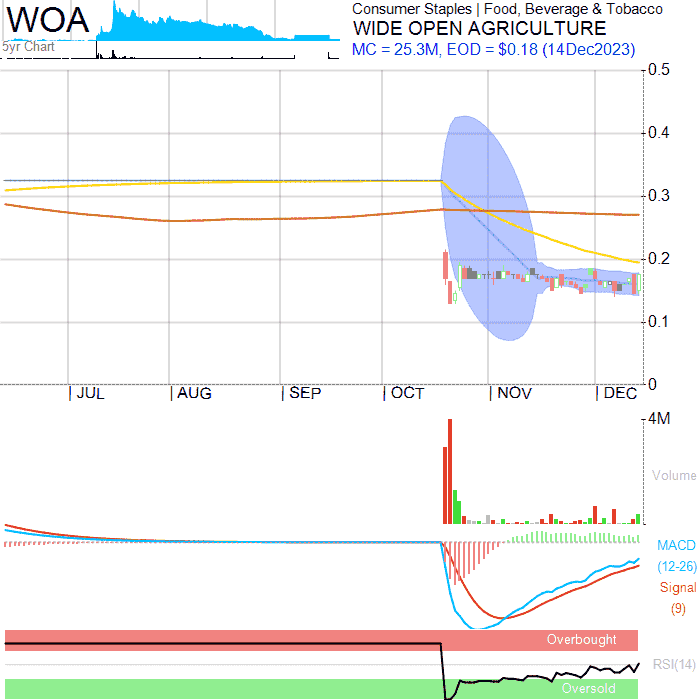 WOA
5yr Chart
Consumer Staples | Food, Beverage & Tobacco
WIDE OPEN AGRICULTURE
MC = 25.3M, EOD = $0.18 (14Dec2023)
0.5
0.4
0.3
0.2
0.1
0
| JUL | AUG | SEP | OCT | NOV | DEC
4M
Volume
MACD
(12-26)
Signal
(9)
Overbought
RSI(14)
Oversold